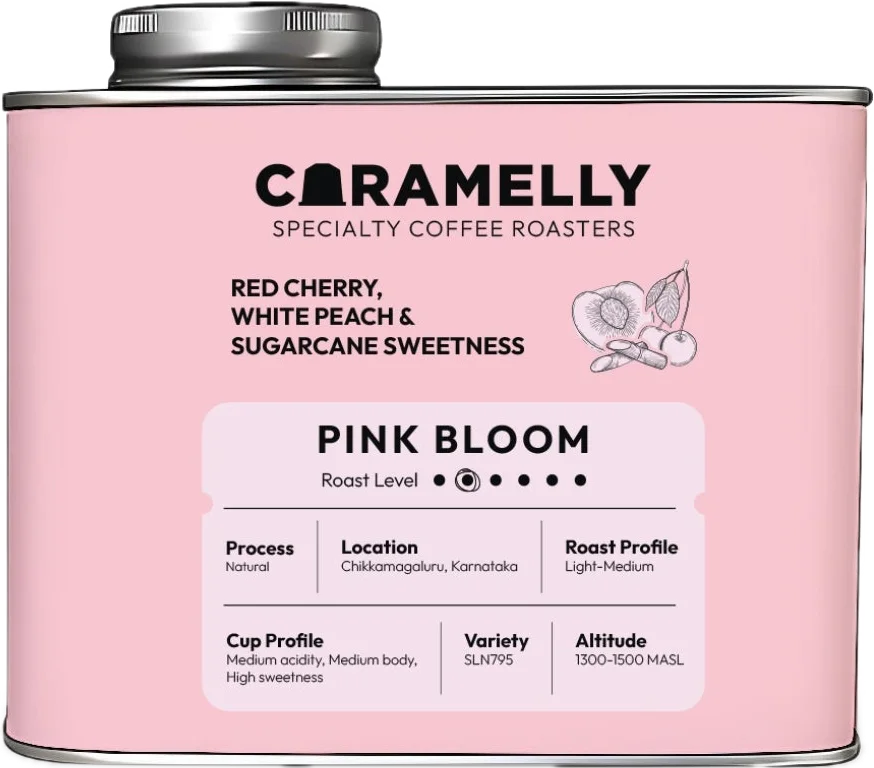 CARAMELLY
SPECIALTY COFFEE ROASTERS
RED CHERRY,
WHITE PEACH &
SUGARCANE SWEETNESS
PINK BLOOM
Roast Level
Process
Natural
Location
Chikkamagaluru, Karnataka
Roast Profile
Light-Medium
Cup Profile
Medium acidity, Medium body,
High sweetness
Variety
SLN795
Altitude
1300-1500 MASL